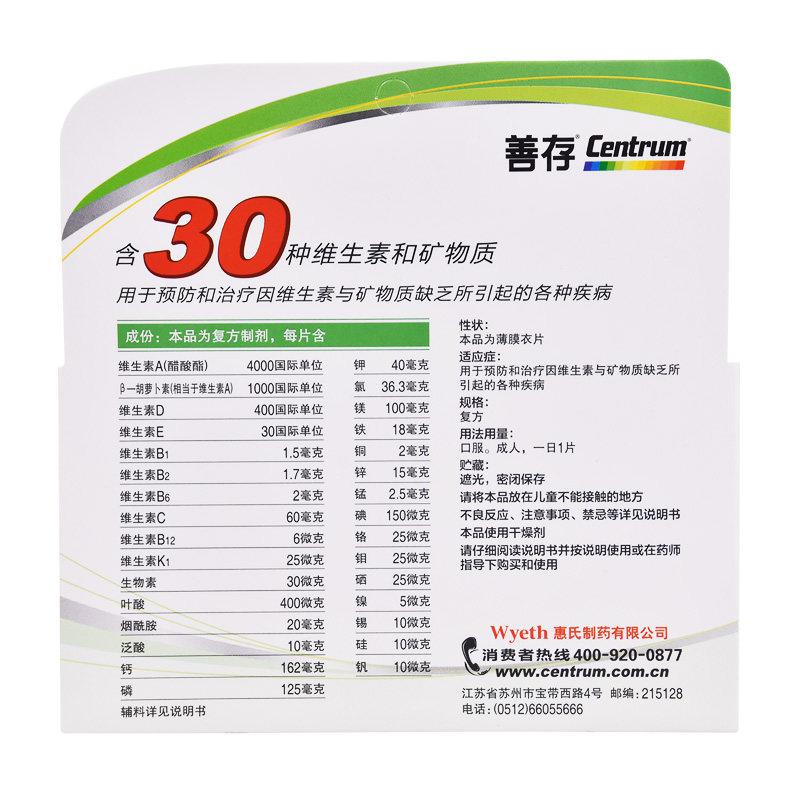 善存® Centrum®
含30种维生素和矿物质
用于预防和治疗因维生素与矿物质缺乏所引起的各种疾病
成份：本品为复方制剂，每片含
维生素A(醋酸酯) 4000国际单位
β—胡萝卜素(相当于维生素A) 1000国际单位
维生素D 400国际单位
维生素E 30国际单位
维生素B1 1.5毫克
维生素B2 1.7毫克
维生素B6 2毫克
维生素C 60毫克
维生素B12 6微克
维生素K1 25微克
生物素 30微克
叶酸 400微克
烟酰胺 20毫克
泛酸 10毫克
钙 162毫克
磷 125毫克
辅料详见说明书
钾 40毫克
氯 36.3毫克
镁 100毫克
铁 18毫克
铜 2毫克
锌 15毫克
锰 2.5毫克
碘 150微克
铬 25微克
钼 25微克
硒 25微克
镍 5微克
锡 10微克
硅 10微克
钒 10微克
性状：
本品为薄膜衣片
适应症：
用于预防和治疗因维生素与矿物质缺乏所
引起的各种疾病
规格：
复方
用法用量：
口服。成人，一日1片
贮藏：
遮光，密闭保存
请将本品放在儿童不能接触的地方
不良反应、注意事项、禁忌等详见说明书
本品使用干燥剂
请仔细阅读说明书并按说明使用或在药师
指导下购买和使用
Wyeth 惠氏制药有限公司
消费者热线 400-920-0877
www.centrum.com.cn
江苏省苏州市宝带西路4号 邮编：215128
电话：(0512)66055666